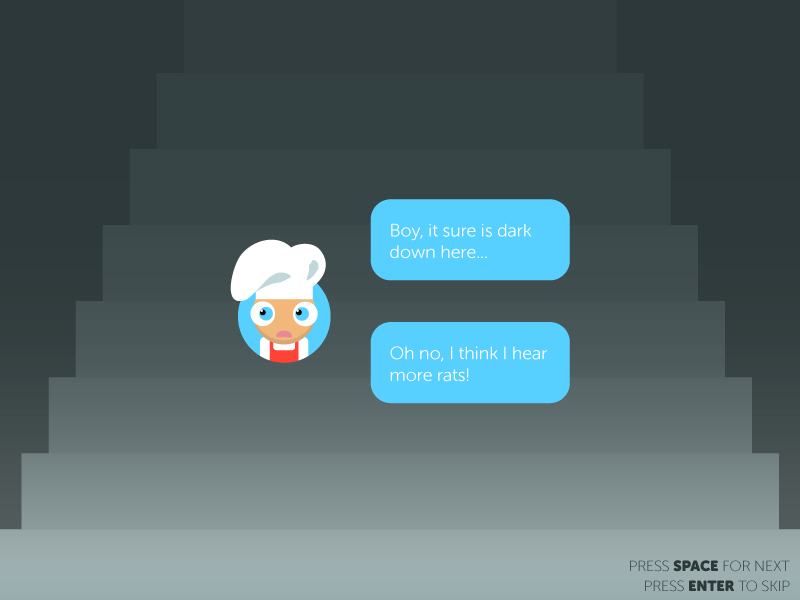 Boy, it sure is dark
down here...
Oh no, I think I hear
more rats!
PRESS SPACE FOR NEXT
PRESS ENTER TO SKIP